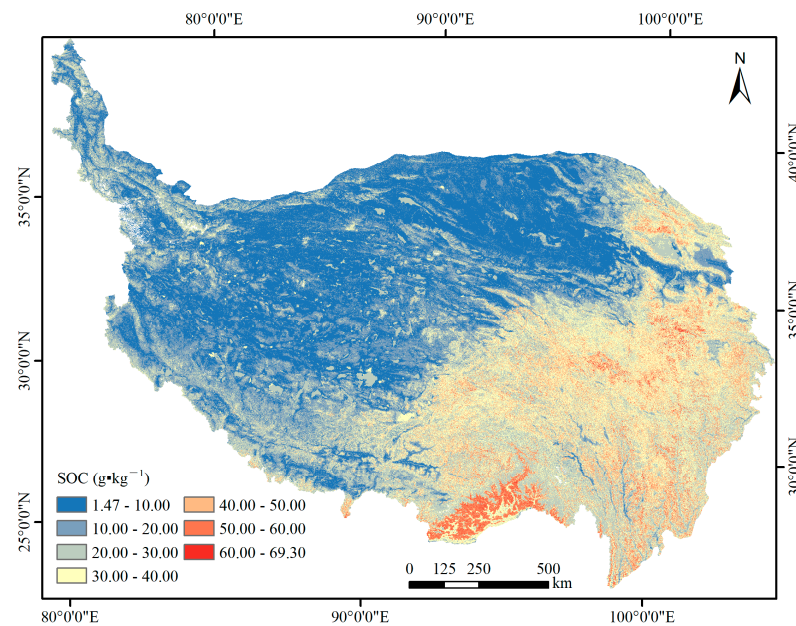 80°0'0"E 90°0'0"E 100°0'0"E
N
40°0'0"N
35°0'0"N
35°0'0"N
30°0'0"N
30°0'0"N
25°0'0"N
SOC (g▪kg⁻¹)
1.47 - 10.00 40.00 - 50.00
10.00 - 20.00 50.00 - 60.00
20.00 - 30.00 60.00 - 69.30
30.00 - 40.00
0 125 250 500
km
80°0'0"E 90°0'0"E 100°0'0"E